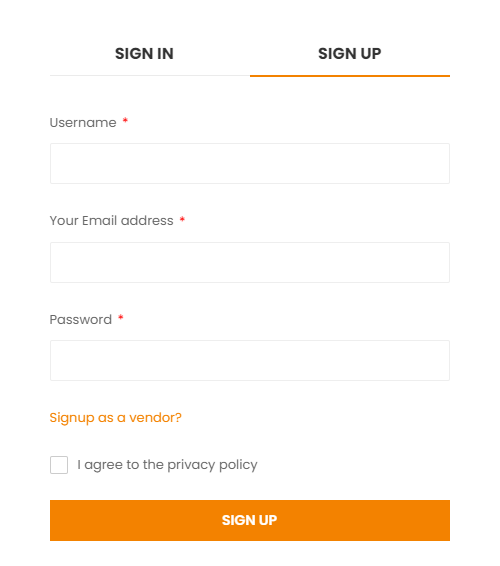 SIGN IN SIGN UP
Username *
Your Email address *
Password *
Signup as a vendor?
I agree to the privacy policy
SIGN UP